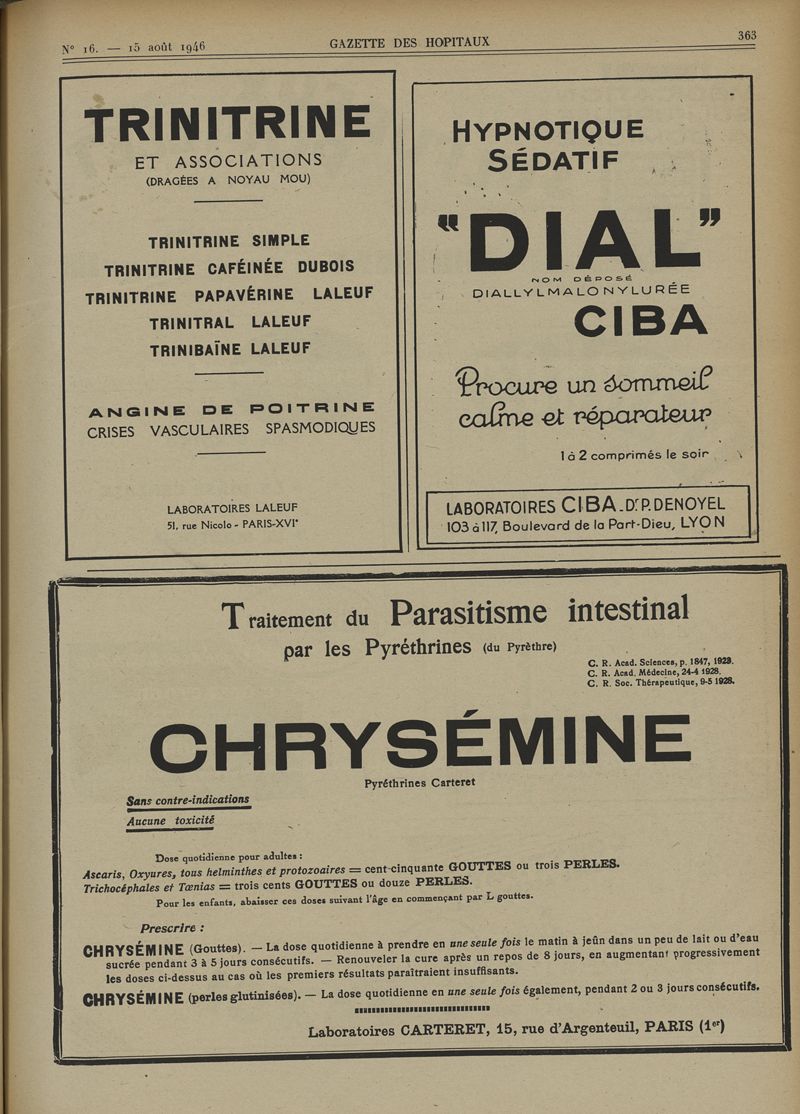 N° 16. — 15 août 1946
GAZETTE DES HOPITAUX
363
TRINITRINE
ET ASSOCIATIONS
(DRAGÉES A NOYAU MOU)
TRINITRINE SIMPLE
TRINITRINE CAFÉINÉE DUBOIS
TRINITRINE PAPAVÉRINE LALEUF
TRINITRAL LALEUF
TRINIBAÏNE LALEUF
ANGINE DE POITRINE
CRISES VASCULAIRES SPASMODIQUES
LABORATOIRES LALEUF
51, rue Nicolo - PARIS-XVIe
HYPNOTIQUE
SÉDATIF
"DIAL"
NOM DÉPOSÉ
DIALLYLMALONYLURÉE
CIBA
Procure un sommeil
calme et réparateur
1 à 2 comprimés le soir
LABORATOIRES CIBA_Dr P. DENOYEL
103 à 117, Boulevard de la Part-Dieu, LYON
Traitement du Parasitisme intestinal
par les Pyréthrines (du Pyrèthre)
C. R. Acad. Sciences, p. 1847, 1923.
C. R. Acad. Médecine, 24-4 1928.
C. R. Soc. Thérapeutique, 9-5 1928.
CHRYSÉMINE
Pyréthrines Carteret
Sans contre-indications
Aucune toxicité
Dose quotidienne pour adultes :
Ascaris, Oxyures, tous helminthes et protozoaires = cent-cinquante GOUTTES ou trois PERLES.
Trichocéphales et Tœnias = trois cents GOUTTES ou douze PERLES.
Pour les enfants, abaisser ces doses suivant l'âge en commençant par L gouttes.
Prescrire :
CHRYSÉMINE (Gouttes). — La dose quotidienne à prendre en une seule fois le matin à jeûn dans un peu de lait ou d'eau
sucrée pendant 3 à 5 jours consécutifs. — Renouveler la cure après un repos de 8 jours, en augmentant progressivement
les doses ci-dessus au cas où les premiers résultats paraîtraient insuffisants.
CHRYSÉMINE (perles glutinisées). — La dose quotidienne en une seule fois également, pendant 2 ou 3 jours consécutifs.
Laboratoires CARTERET, 15, rue d'Argenteuil, PARIS (1er)